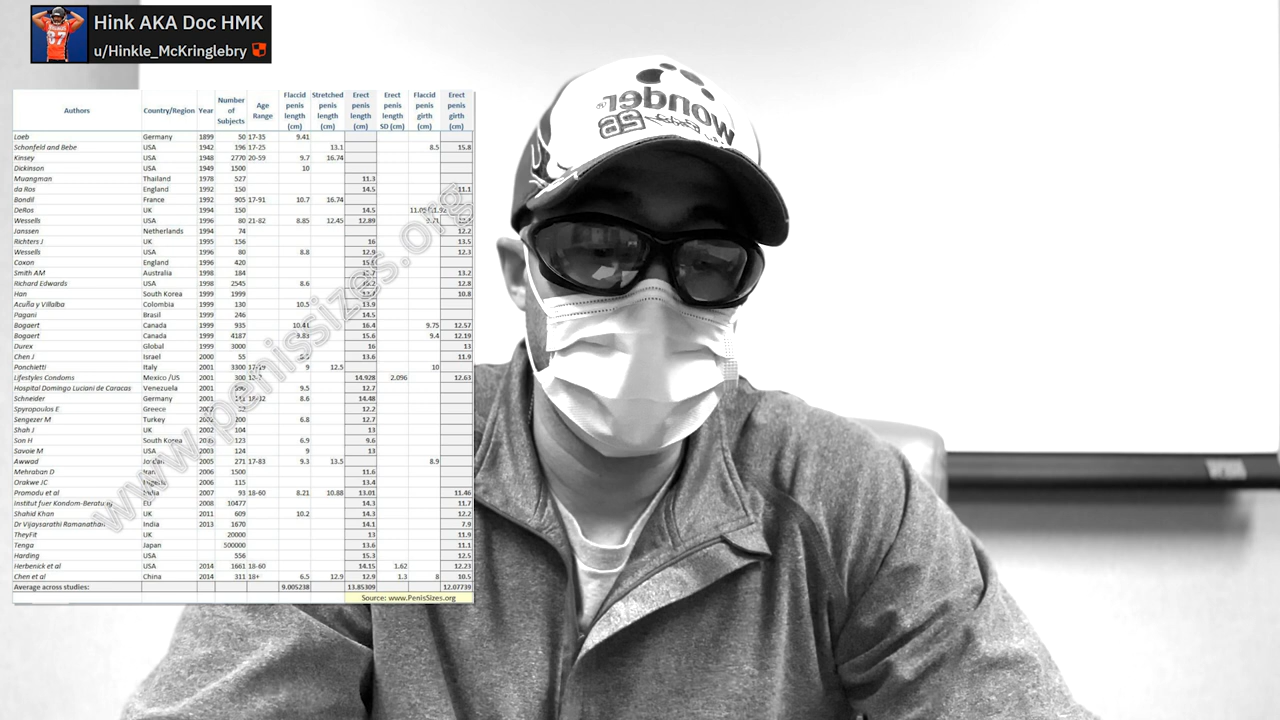 Hink AKA Doc HMK
u/Hinkle_McKringlebry
Authors Country/Region Year Number of Subjects Age Range Flaccid penis length (cm) Stretched penis length (cm) Erect penis length (cm) Erect penis length SD (cm) Flaccid penis girth (cm) Erect penis girth (cm)
Loeb Germany 1899 50 17-35 9.41
Schonfeld and Bebe USA 1942 196 17-25 13.1 8.5 15.8
Kinsey USA 1948 2770 20-59 9.7 16.74
Dickinson USA 1949 1500 10
Muangman Thailand 1978 527 11.3
da Ros England 1992 150 14.5 11.1
Bondil France 1992 905 17-91 10.7 16.74
DeRos UK 1994 150 14.5
Wessells USA 1996 80 21-82 8.85 12.45 12.89
Janssen Netherlands 1994 74 12.2
Richters J UK 1995 156 16 13.5
Wessells USA 1996 80 8.8 12.9 12.3
Coxon England 1996 420
Smith AM Australia 1998 184 13.2
Richard Edwards USA 1998 2545 8.6 12.8
Han South Korea 1999 1999 10.8
Acuña y Villalba Colombia 1999 130 10.5 13.9
Pagani Brasil 1999 246 14.5
Bogaert Canada 1999 935 10.41 16.4 9.75 12.57
Bogaert Canada 1999 4187 9.83 15.6 9.4 12.19
Durex Global 1999 3000 16 13
Chen J Israel 2000 55 13.6 11.9
Ponchietti Italy 2001 3300 9 12.5 10
Lifestyles Condoms Mexico /US 2001 300 14.928 2.096 12.63
Hospital Domingo Luciani de Caracas Venezuela 2001 9.5 12.7
Schneider Germany 2001 8.6 14.48
Spyropoulos E Greece 2002 12.2
Sengezer M Turkey 2002 200 6.8 12.7
Shah J UK 2002 104 13
Son H South Korea 123 6.9 9.6
Savoie M USA 2003 124 9 13
Awwad Jordan 2005 271 17-83 9.3 13.5 8.9
Mehraban D Iran 2006 1500 11.6
Orakwe JC Nigeria 2006 115 13.4
Promodu et al India 2007 93 18-60 8.21 10.88 13.01 11.46
Institut fuer Kondom-Beratung EU 2008 10477 14.3 11.7
Shahid Khan UK 2011 609 10.2 14.3 12.2
Dr Vijaysarathi Ramanathan India 2013 1670 14.1 7.9
TheyFit UK 20000 13 11.9
Tenga Japan 500000 13.6 11.1
Harding USA 556 15.3 12.5
Herbenick et al USA 2014 1661 18-60 14.15 1.62 12.23
Chen et al China 2014 311 18+ 6.5 12.9 12.9 1.3 8 10.5
Average across studies: 9.005238 13.85309 12.07739
Source: www.PenisSizes.org
www.penissizes.org
wonder